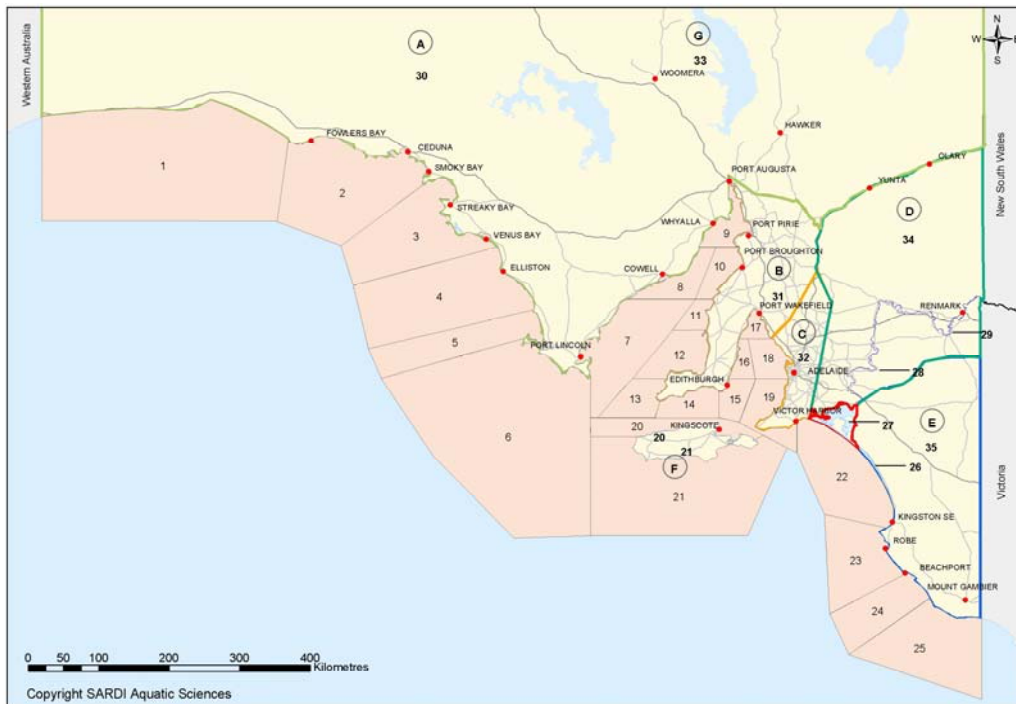 Western Australia
A
30
G
33
N
W E
S
New South Wales
WOOMERA
HAWKER
FOWLERS BAY
CEDUNA
SMOKY BAY
1
2
STREAKY BAY
3
VENUS BAY
ELLISTON
4
5
PORT AUGUSTA
OLARY
YUNTA
D
34
WHYALLA
PORT PIRIE
9
PORT BROUGHTON
10
COWELL
8
B
31
PORT WAKEFIELD
RENMARK
29
11
17
C
32
7
PORT LINCOLN
12
16
18
ADELAIDE
28
EDITHBURGH
13
14
15
19
VICTOR HARBOR
27
E
35
20
20
KINGSCOTE
6
21
F
26
21
22
Victoria
KINGSTON SE
ROBE
23
BEACHPORT
MOUNT GAMBIER
24
25
0 50 100 200 300 400
Kilometres
Copyright SARDI Aquatic Sciences